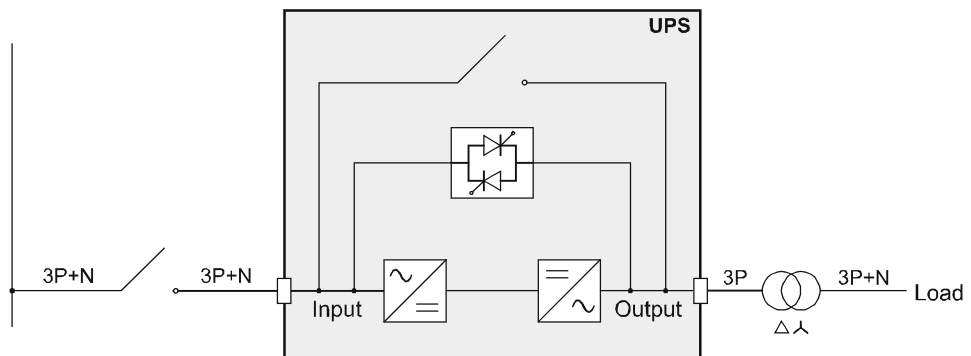 UPS
3P+N
3P+N
Input
Output
3P
3P+N
Load